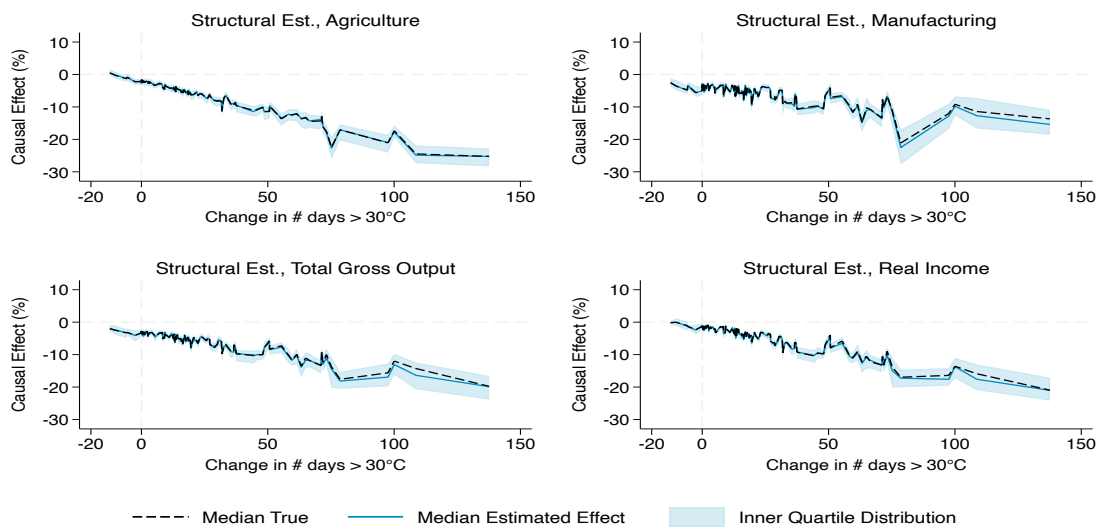 Structural Est., Agriculture
Causal Effect (%)
10
0
-10
-20
-30
-20 0 50 100 150
Change in # days > 30°C
Structural Est., Manufacturing
Causal Effect (%)
10
0
-10
-20
-30
-20 0 50 100 150
Change in # days > 30°C
Structural Est., Total Gross Output
Causal Effect (%)
10
0
-10
-20
-30
-20 0 50 100 150
Change in # days > 30°C
Structural Est., Real Income
Causal Effect (%)
10
0
-10
-20
-30
-20 0 50 100 150
Change in # days > 30°C
Median True Median Estimated Effect Inner Quartile Distribution